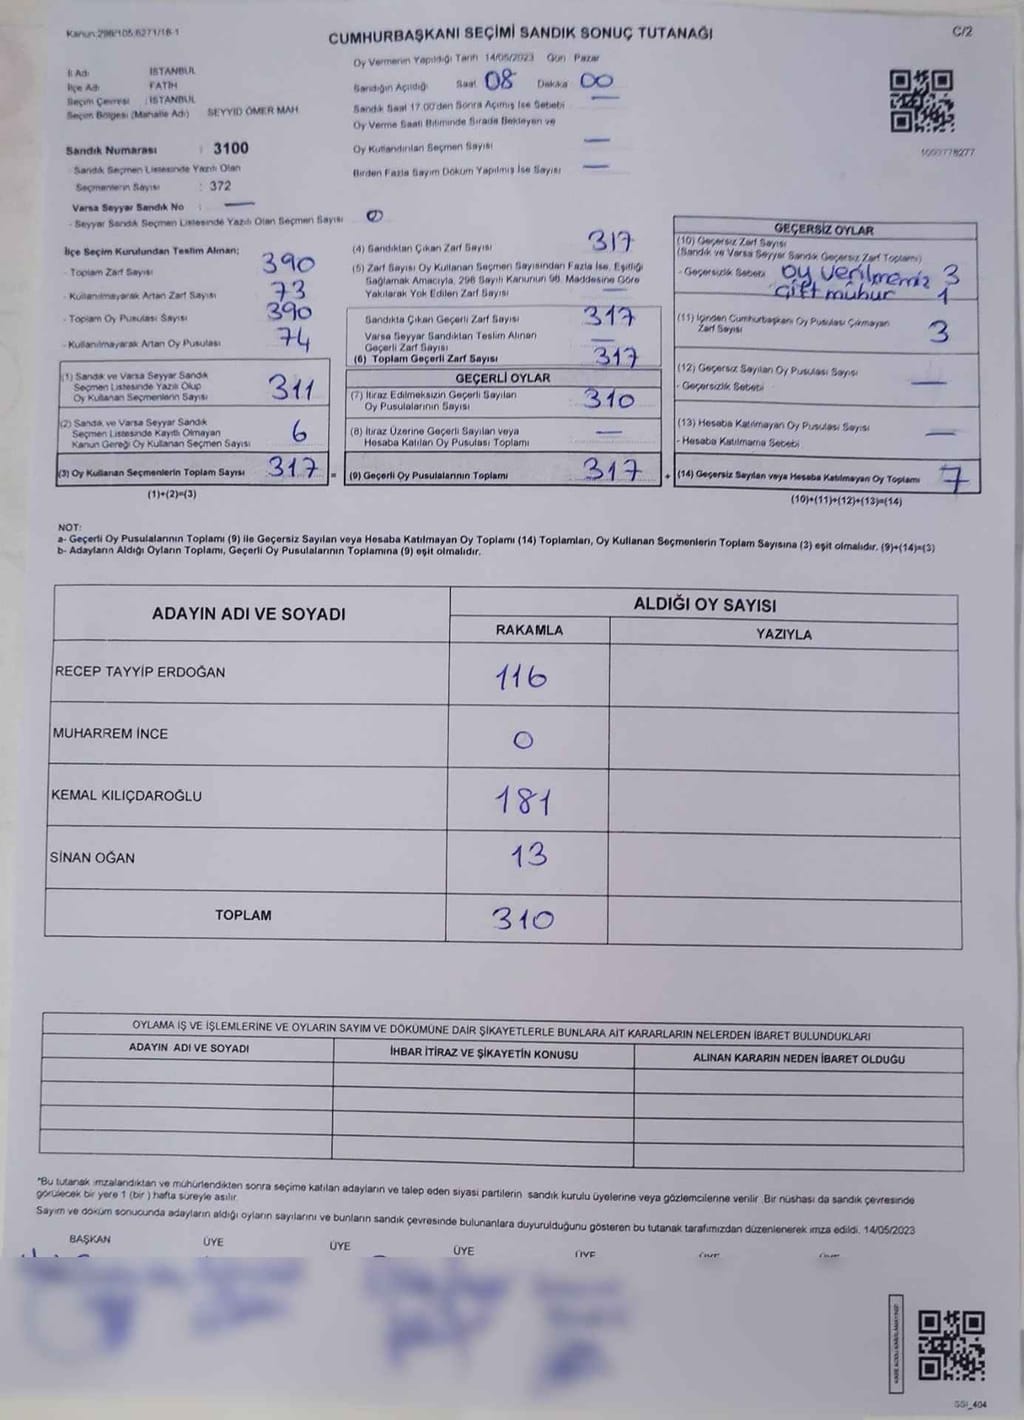 Kanun:298/105-6271/16-1
CUMHURBAŞKANI SEÇİMİ SANDIK SONUÇ TUTANAĞI
C/2
İl Adı : İSTANBUL
İlçe Adı : FATİH
Seçim Çevresi : İSTANBUL
Seçim Bölgesi (Mahalle Adı) SEYYID ÖMER MAH.
Sandık Numarası : 3100
- Sandık Seçmen Listesinde Yazılı Olan
Seçmenlerin Sayısı : 372
Varsa Seyyar Sandık No : —
- Seyyar Sandık Seçmen Listesinde Yazılı Olan Seçmen Sayısı 0
Oy Vermenin Yapıldığı Tarih 14/05/2023 Gün Pazar
Sandığın Açıldığı Saat 08 Dakika 00
Sandık Saat 17.00'den Sonra Açılmış İse Sebebi —
Oy Verme Saati Bitiminde Sırada Bekleyen ve
Oy Kullandırılan Seçmen Sayısı —
Birden Fazla Sayım Döküm Yapılmış İse Sayısı —
1000778277
İlçe Seçim Kurulundan Teslim Alınan;
- Toplam Zarf Sayısı 390
- Kullanılmayarak Artan Zarf Sayısı 73
- Toplam Oy Pusulası Sayısı 390
- Kullanılmayarak Artan Oy Pusulası 74
(1) Sandık ve Varsa Seyyar Sandık
Seçmen Listesinde Yazılı Olup
Oy Kullanan Seçmenlerin Sayısı 311
(2) Sandık ve Varsa Seyyar Sandık
Seçmen Listesinde Kayıtlı Olmayan
Kanun Gereği Oy Kullanan Seçmen Sayısı 6
(3) Oy Kullanan Seçmenlerin Toplam Sayısı 317
(1)+(2)=(3)
(4) Sandıktan Çıkan Zarf Sayısı 317
(5) Zarf Sayısı Oy Kullanan Seçmen Sayısından Fazla İse, Eşitliği
Sağlamak Amacıyla, 298 Sayılı Kanunun 98. Maddesine Göre
Yakılarak Yok Edilen Zarf Sayısı —
Sandıkta Çıkan Geçerli Zarf Sayısı 317
Varsa Seyyar Sandıktan Teslim Alınan
Geçerli Zarf Sayısı —
(6) Toplam Geçerli Zarf Sayısı 317
GEÇERLİ OYLAR
(7) İtiraz Edilmeksizin Geçerli Sayılan
Oy Pusulalarının Sayısı 310
(8) İtiraz Üzerine Geçerli Sayılan veya
Hesaba Katılan Oy Pusulası Toplamı —
= (9) Geçerli Oy Pusulalarının Toplamı 317 +
GEÇERSİZ OYLAR
(10) Geçersiz Zarf Sayısı
(Sandık ve Varsa Seyyar Sandık Geçersiz Zarf Toplamı)
- Geçersizlik Sebebi oy verilmemiş 3
çift mühur 1
(11) İçinden Cumhurbaşkanı Oy Pusulası Çıkmayan
Zarf Sayısı 3
(12) Geçersiz Sayılan Oy Pusulası Sayısı
- Geçersizlik Sebebi —
(13) Hesaba Katılmayan Oy Pusulası Sayısı
- Hesaba Katılmama Sebebi —
(14) Geçersiz Sayılan veya Hesaba Katılmayan Oy Toplamı 7
(10)+(11)+(12)+(13)=(14)
NOT:
a- Geçerli Oy Pusulalarının Toplamı (9) ile Geçersiz Sayılan veya Hesaba Katılmayan Oy Toplamı (14) Toplamları, Oy Kullanan Seçmenlerin Toplam Sayısına (3) eşit olmalıdır. (9)+(14)=(3)
b- Adayların Aldığı Oyların Toplamı, Geçerli Oy Pusulalarının Toplamına (9) eşit olmalıdır.
ADAYIN ADI VE SOYADI
ALDIĞI OY SAYISI
RAKAMLA YAZIYLA
RECEP TAYYİP ERDOĞAN 116
MUHARREM İNCE 0
KEMAL KILIÇDAROĞLU 181
SİNAN OĞAN 13
TOPLAM 310
OYLAMA İŞ VE İŞLEMLERİNE VE OYLARIN SAYIM VE DÖKÜMÜNE DAİR ŞİKAYETLERLE BUNLARA AİT KARARLARIN NELERDEN İBARET BULUNDUKLARI
ADAYIN ADI VE SOYADI İHBAR İTİRAZ VE ŞİKAYETİN KONUSU ALINAN KARARIN NEDEN İBARET OLDUĞU
*Bu tutanak imzalandıktan ve mühürlendikten sonra seçime katılan adayların ve talep eden siyasi partilerin sandık kurulu üyelerine veya gözlemcilerine verilir. Bir nüshası da sandık çevresinde
görülecek bir yere 1 (bir ) hafta süreyle asılır.
Sayım ve döküm sonucunda adayların aldığı oyların sayılarını ve bunların sandık çevresinde bulunanlara duyurulduğunu gösteren bu tutanak tarafımızdan düzenlenerek imza edildi. 14/05/2023
BAŞKAN ÜYE ÜYE ÜYE ÜYE
SSI_404